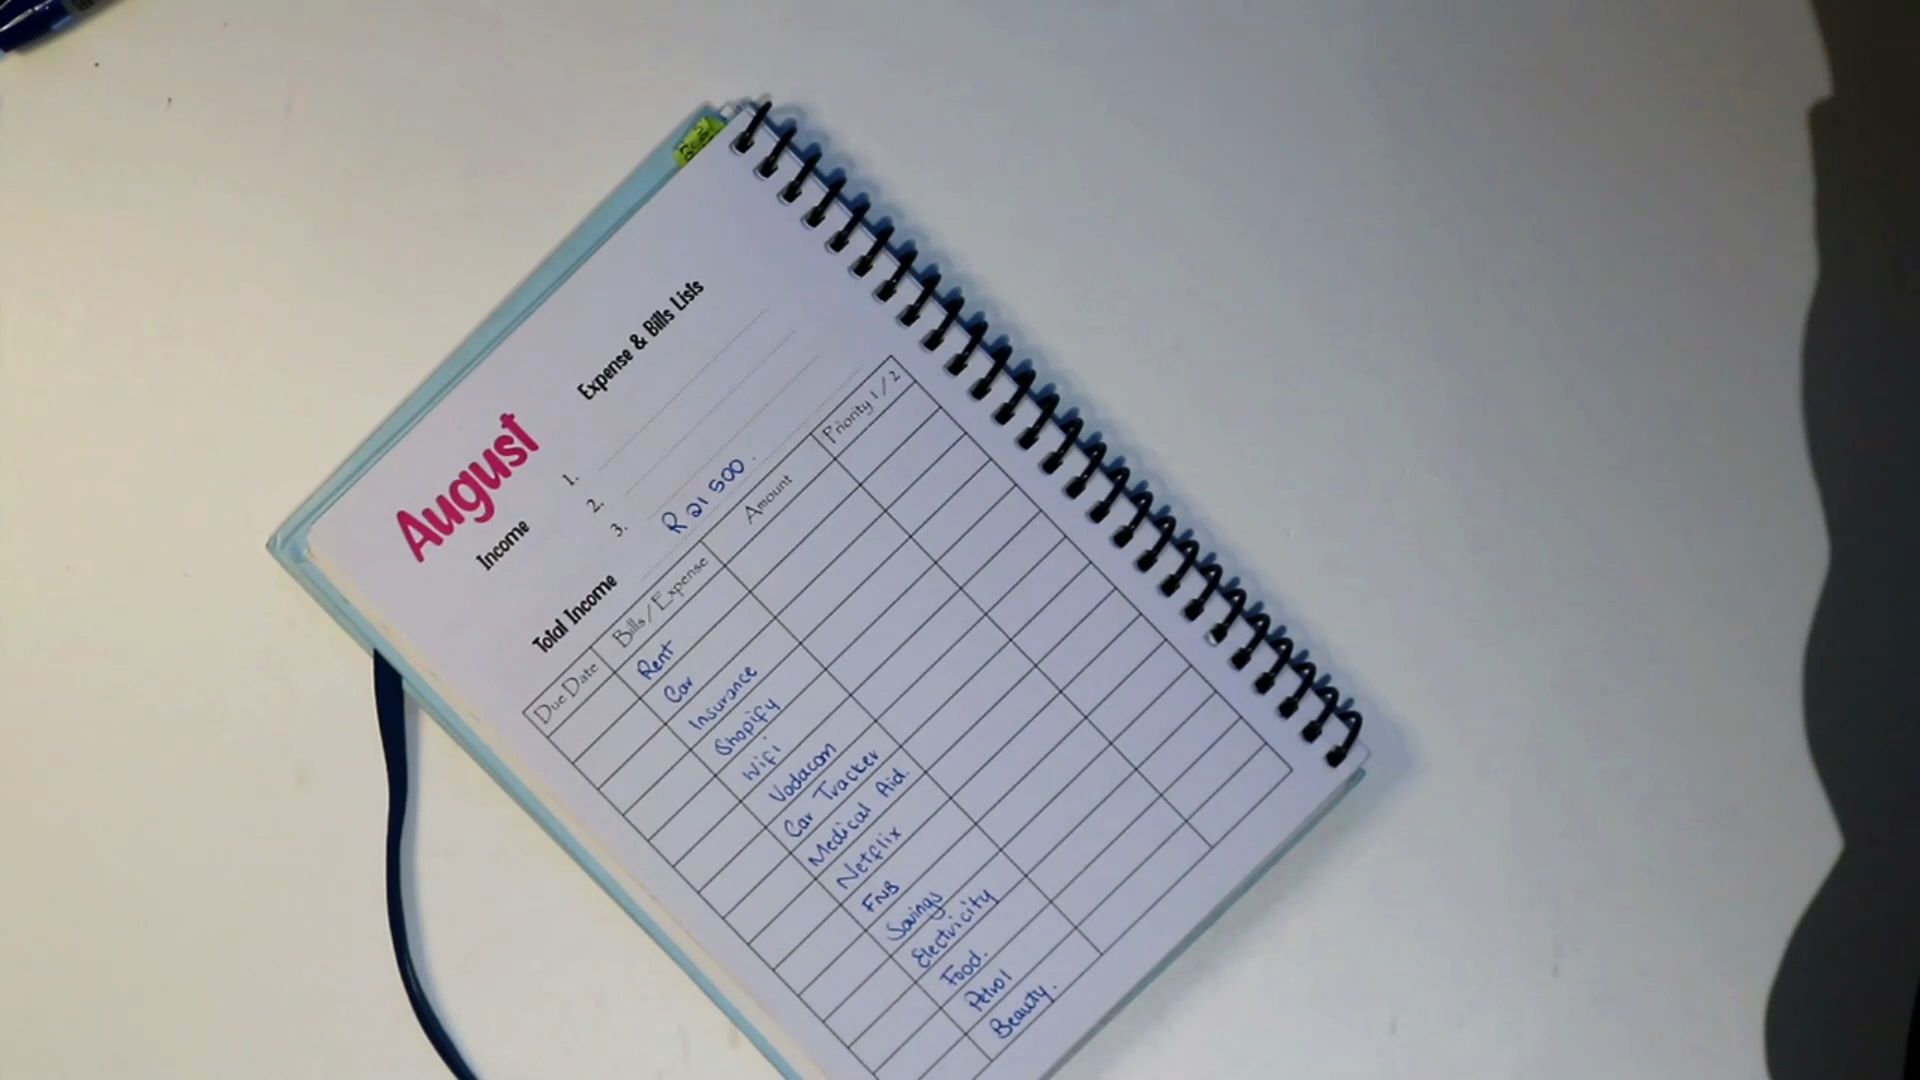 August
Expense & Bills Lists
Income
1.
2.
3.
Total Income R 21 500.
Due Date Bills / Expense Amount Priority 1 / 2
Rent
Car
Insurance
Shopify
Wifi
Vodacom
Car Tracker
Medical Aid.
Netflix
FNB
Savings
Electricity
Food.
Petrol
Beauty.